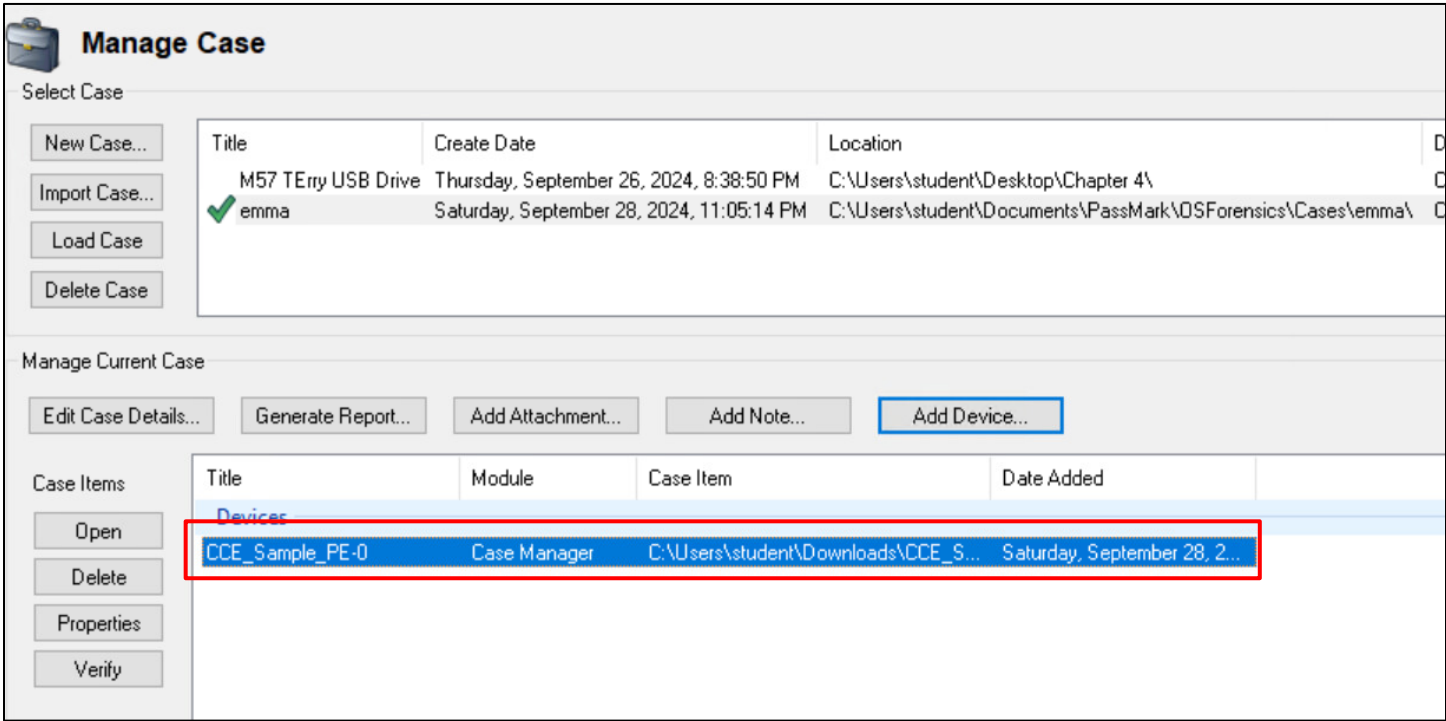 Manage Case
Select Case
New Case...
Import Case...
Load Case
Delete Case
Title Create Date Location D
M57 TErry USB Drive Thursday, September 26, 2024, 8:38:50 PM C:\Users\student\Desktop\Chapter 4\
emma Saturday, September 28, 2024, 11:05:14 PM C:\Users\student\Documents\PassMark\OSForensics\Cases\emma\
Manage Current Case
Edit Case Details... Generate Report... Add Attachment... Add Note... Add Device...
Case Items
Open
Delete
Properties
Verify
Title Module Case Item Date Added
Devices
CCE_Sample_PE-0 Case Manager C:\Users\student\Downloads\CCE_S... Saturday, September 28, 2...